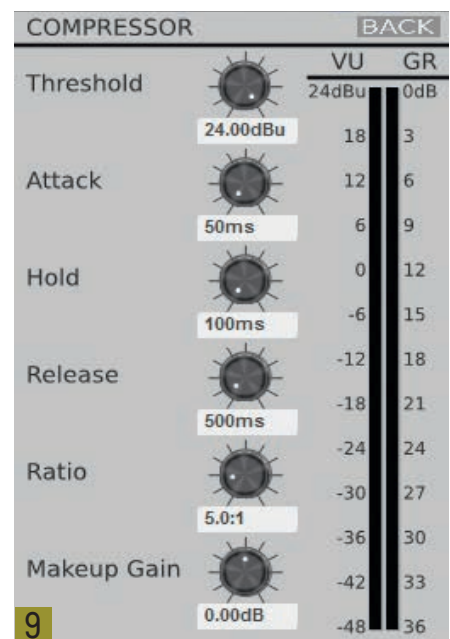 COMPRESSOR BACK
VU GR
Threshold
24dBu 0dB
24.00dBu
18 3
Attack
12 6
50ms
6 9
Hold
0 12
100ms
-6 15
Release
-12 18
500ms
-18 21
Ratio
-24 24
5.0:1
-30 27
Makeup Gain
-36 30
0.00dB
-42 33
-48 36
9